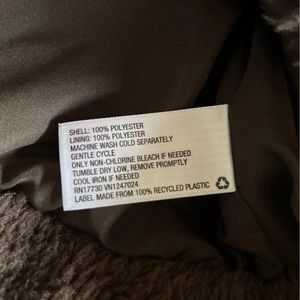 SHELL: 100% POLYESTER
LINING: 100% POLYESTER
MACHINE WASH COLD SEPARATELY
GENTLE CYCLE
ONLY NON-CHLORINE BLEACH IF NEEDED
TUMBLE DRY LOW, REMOVE PROMPTLY
COOL IRON IF NEEDED
RN17730 VN1247024
LABEL MADE FROM 100% RECYCLED PLASTIC